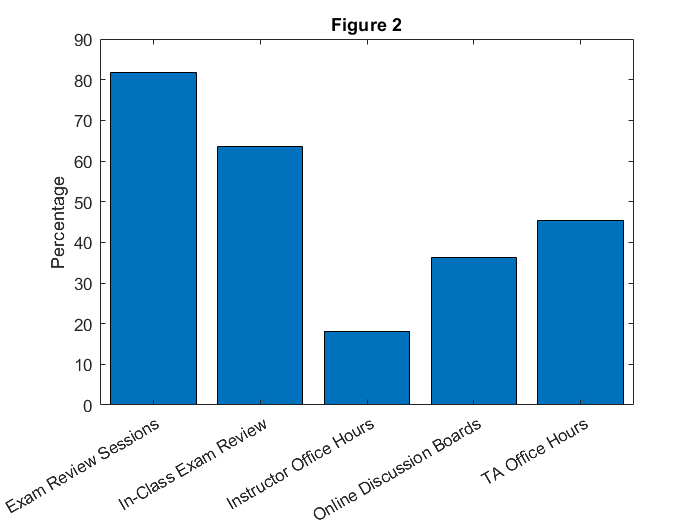 Figure 2
90
80
70
60
50
40
30
20
10
0
Percentage
Exam Review Sessions
In-Class Exam Review
Instructor Office Hours
Online Discussion Boards
TA Office Hours